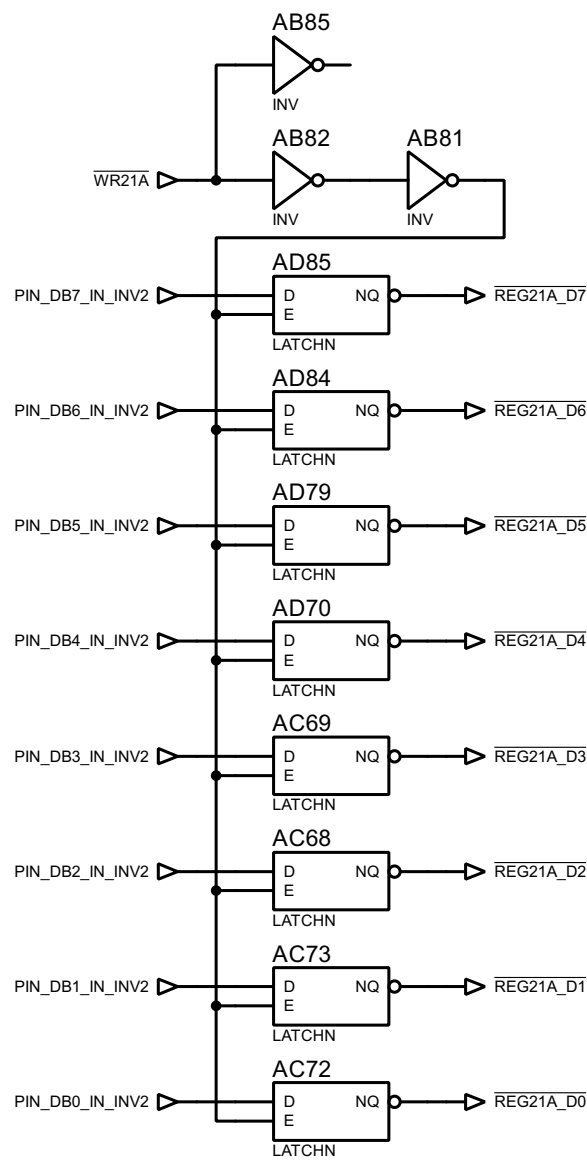 AB85
INV
AB82 AB81
WR21A
INV INV
AD85
PIN_DB7_IN_INV2 D NQ REG21A_D7
E
LATCHN
AD84
PIN_DB6_IN_INV2 D NQ REG21A_D6
E
LATCHN
AD79
PIN_DB5_IN_INV2 D NQ REG21A_D5
E
LATCHN
AD70
PIN_DB4_IN_INV2 D NQ REG21A_D4
E
LATCHN
AC69
PIN_DB3_IN_INV2 D NQ REG21A_D3
E
LATCHN
AC68
PIN_DB2_IN_INV2 D NQ REG21A_D2
E
LATCHN
AC73
PIN_DB1_IN_INV2 D NQ REG21A_D1
E
LATCHN
AC72
PIN_DB0_IN_INV2 D NQ REG21A_D0
E
LATCHN